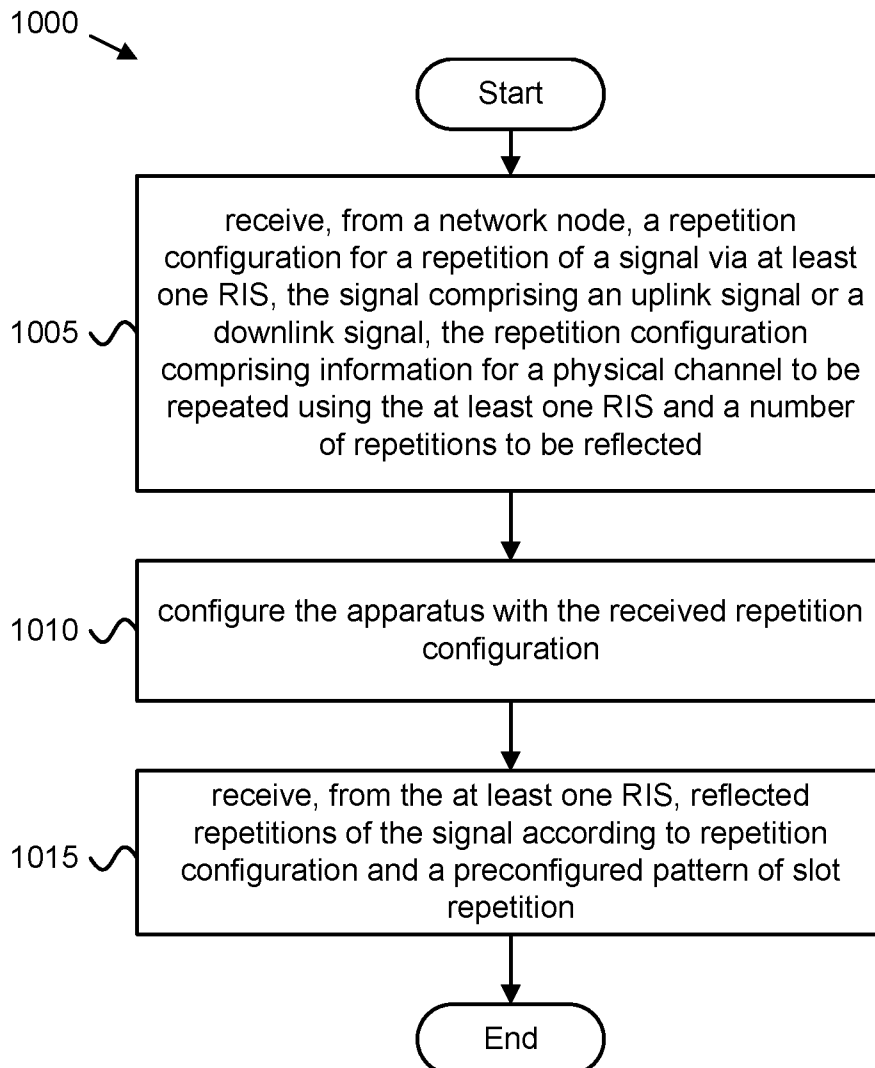 1000
Start
receive, from a network node, a repetition
configuration for a repetition of a signal via at least
one RIS, the signal comprising an uplink signal or a
downlink signal, the repetition configuration
comprising information for a physical channel to be
repeated using the at least one RIS and a number
of repetitions to be reflected
1005
configure the apparatus with the received repetition
configuration
1010
receive, from the at least one RIS, reflected
repetitions of the signal according to repetition
configuration and a preconfigured pattern of slot
repetition
1015
End